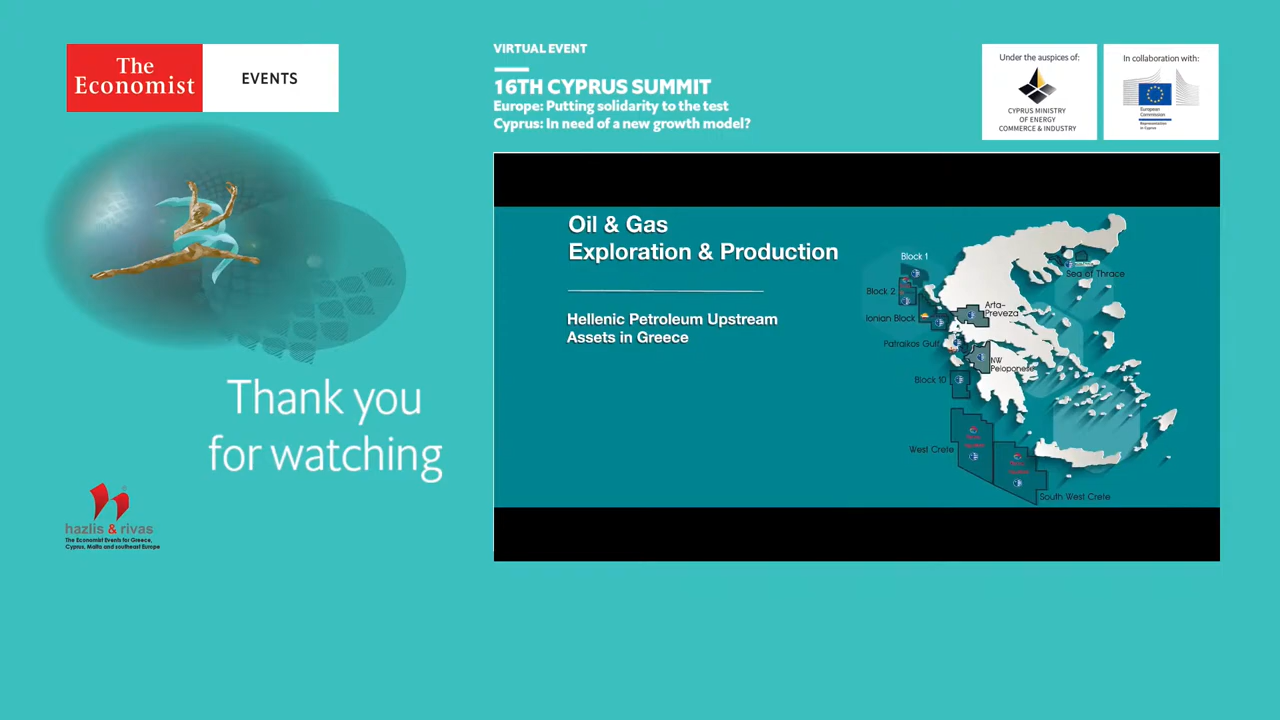 The
Economist
EVENTS
VIRTUAL EVENT
16TH CYPRUS SUMMIT
Europe: Putting solidarity to the test
Cyprus: In need of a new growth model?
Under the auspices of:
CYPRUS MINISTRY
OF ENERGY
COMMERCE & INDUSTRY
In collaboration with:
European
Commission
Representation
in Cyprus
Thank you
for watching
hazlis & rivas
The Economist Events for Greece,
Cyprus, Malta and southeast Europe
Oil & Gas
Exploration & Production
Hellenic Petroleum Upstream
Assets in Greece
Block 1
Sea of Thrace
Block 2
Arta-
Preveza
Ionian Block
Patraikos Gulf
NW
Peloponese
Block 10
West Crete
South West Crete